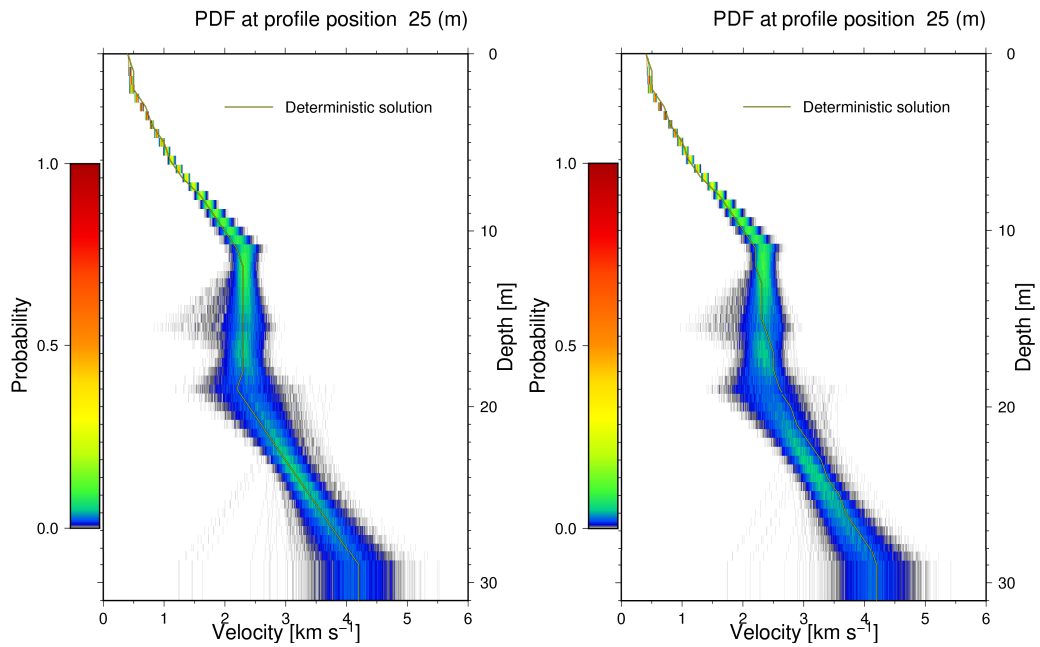 PDF at profile position 25 (m)
Deterministic solution
Probability
1.0
0.5
0.0
0
10
20
30
Depth [m]
0 1 2 3 4 5 6
Velocity [km s⁻¹]
PDF at profile position 25 (m)
Deterministic solution
Probability
1.0
0.5
0.0
0
10
20
30
Depth [m]
0 1 2 3 4 5 6
Velocity [km s⁻¹]